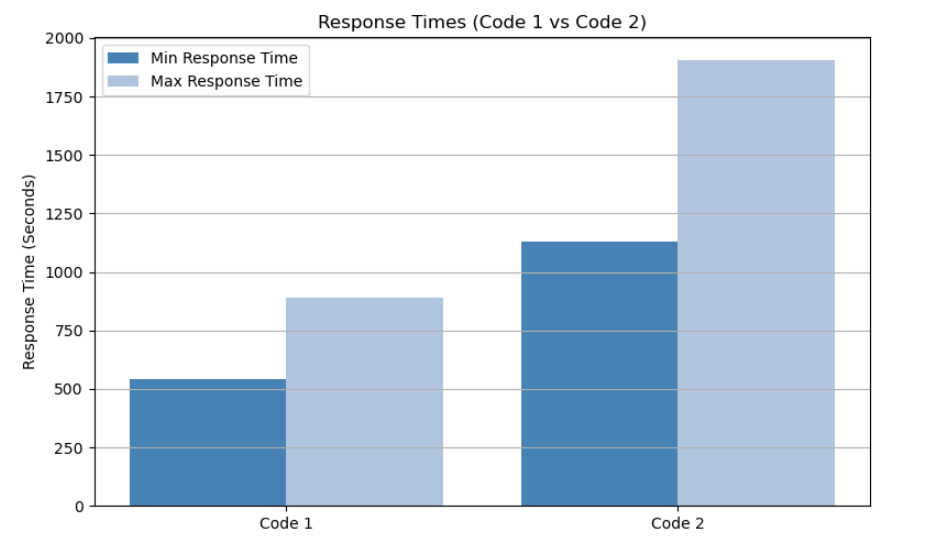 Response Times (Code 1 vs Code 2)
Min Response Time
Max Response Time
Response Time (Seconds)
2000
1750
1500
1250
1000
750
500
250
0
Code 1
Code 2